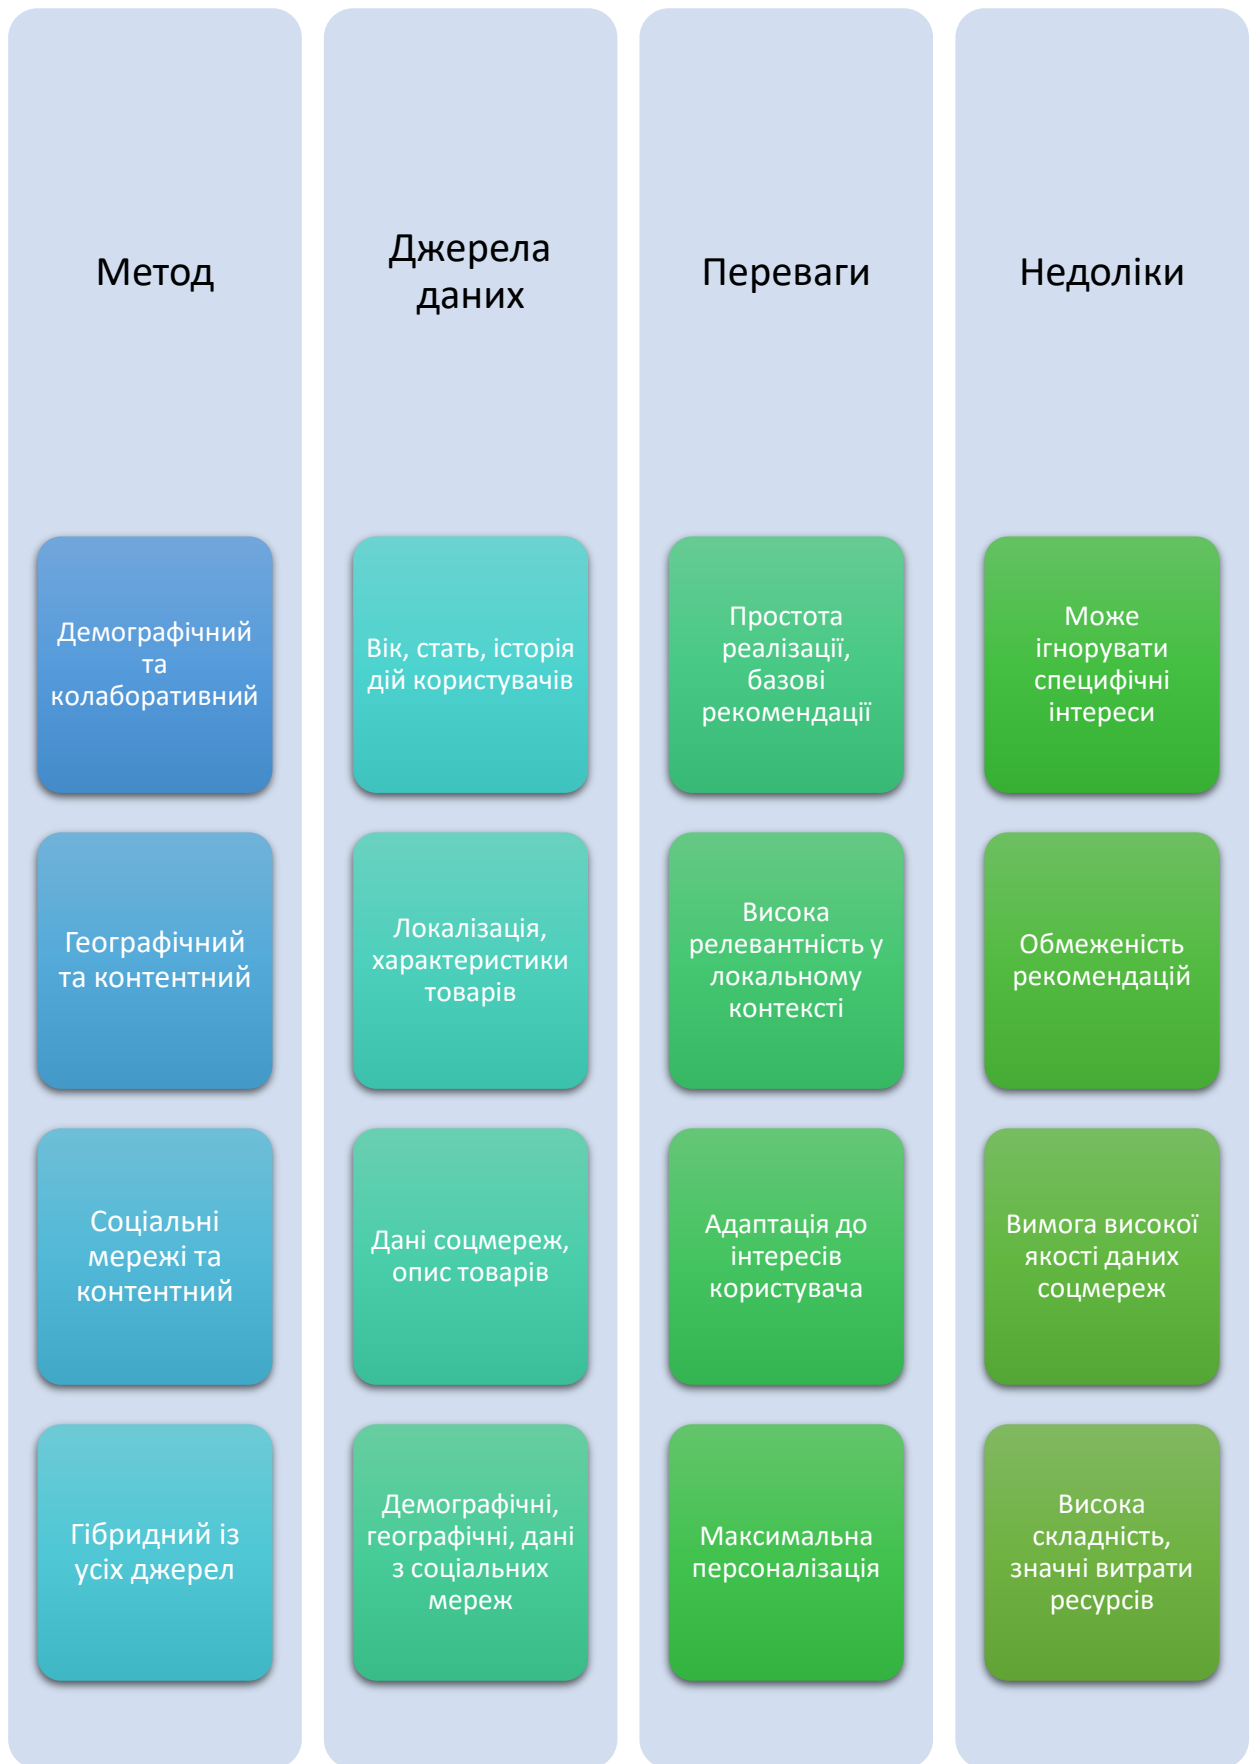 Метод
Джерела
даних
Переваги
Недоліки
Демографічний
та
колаборативний
Вік, стать, історія
дій користувачів
Простота
реалізації,
базові
рекомендації
Може
ігнорувати
специфічні
інтереси
Географічний
та контентний
Локалізація,
характеристики
товарів
Висока
релевантність у
локальному
контексті
Обмеженість
рекомендацій
Соціальні
мережі та
контентний
Дані соцмереж,
опис товарів
Адаптація до
інтересів
користувача
Вимога високої
якості даних
соцмереж
Гібридний із
усіх джерел
Демографічні,
географічні, дані
з соціальних
мереж
Максимальна
персоналізація
Висока
складність,
значні витрати
ресурсів